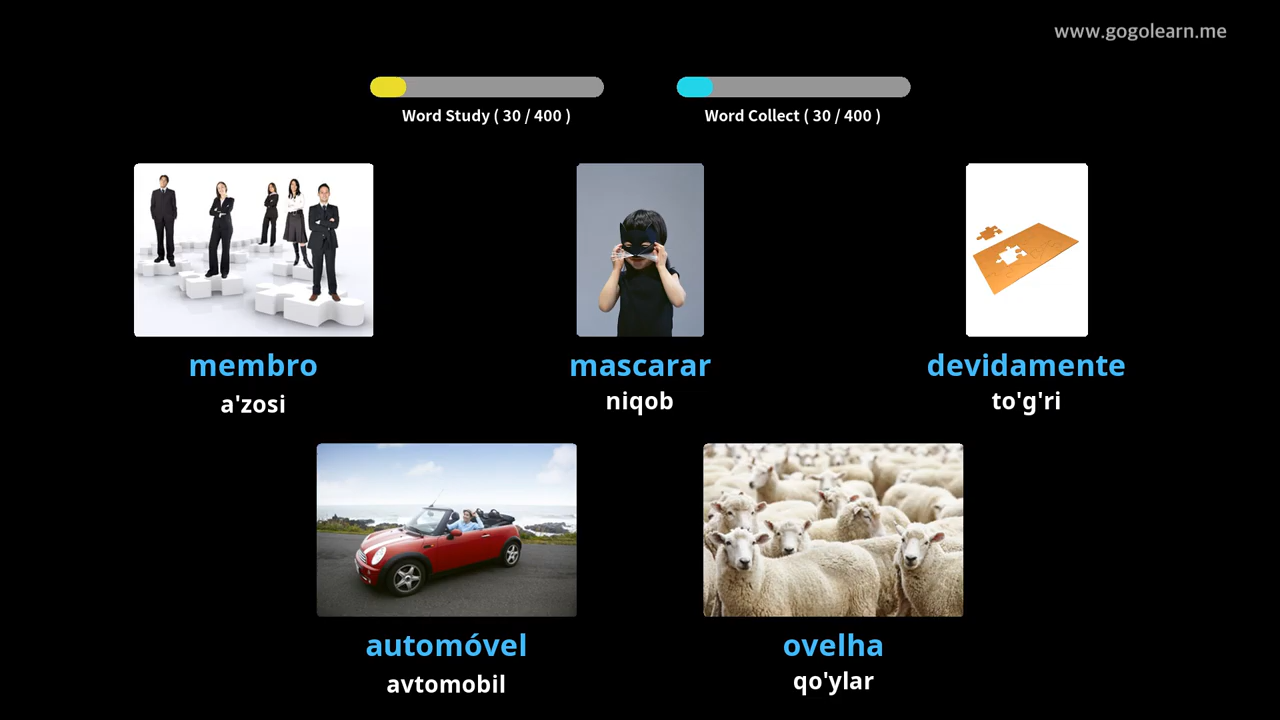 www.gogolearn.me
Word Study ( 30 / 400 )
Word Collect ( 30 / 400 )
membro
a'zosi
mascarar
niqob
devidamente
to'g'ri
automóvel
avtomobil
ovelha
qo'ylar